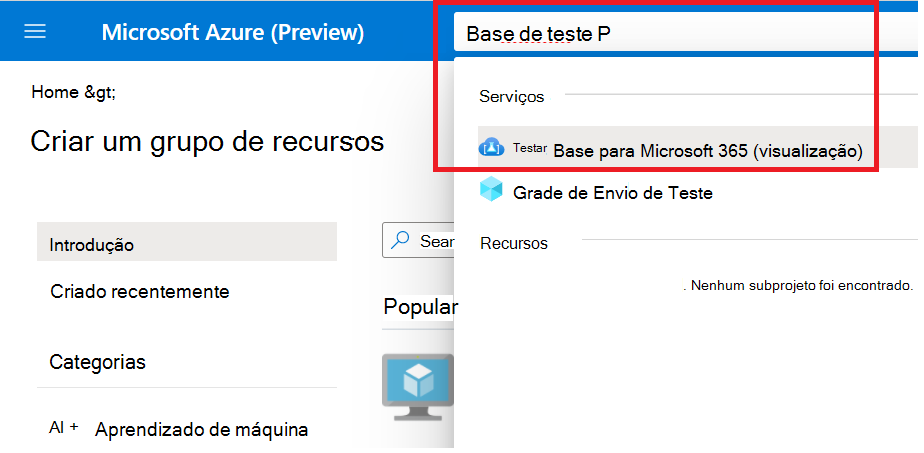 Microsoft Azure (Preview)
Base de teste P
Home &gt;
Criar um grupo de recursos
Serviços
Testar Base para Microsoft 365 (visualização)
Grade de Envio de Teste
Recursos
. Nenhum subprojeto foi encontrado.
Introdução
Criado recentemente
Categorias
AI + Aprendizado de máquina
Sear
Popular